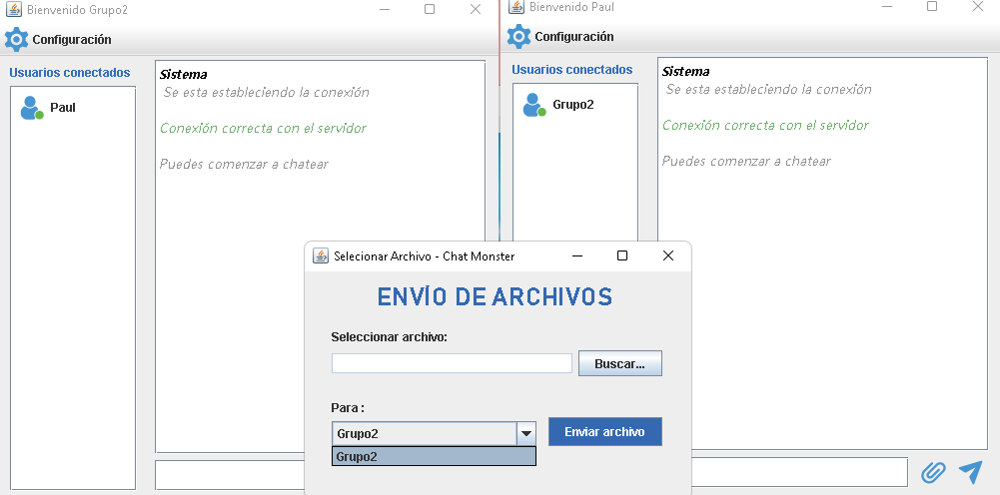 Bienvenido Grupo2
Configuración
Usuarios conectados
Paul
Sistema
Se esta estableciendo la conexión
Conexión correcta con el servidor
Puedes comenzar a chatear
Bienvenido Paul
Configuración
Usuarios conectados
Grupo2
Sistema
Se esta estableciendo la conexión
Conexión correcta con el servidor
Puedes comenzar a chatear
Selecionar Archivo - Chat Monster
ENVÍO DE ARCHIVOS
Seleccionar archivo:
Buscar...
Para :
Grupo2
Enviar archivo
Grupo2